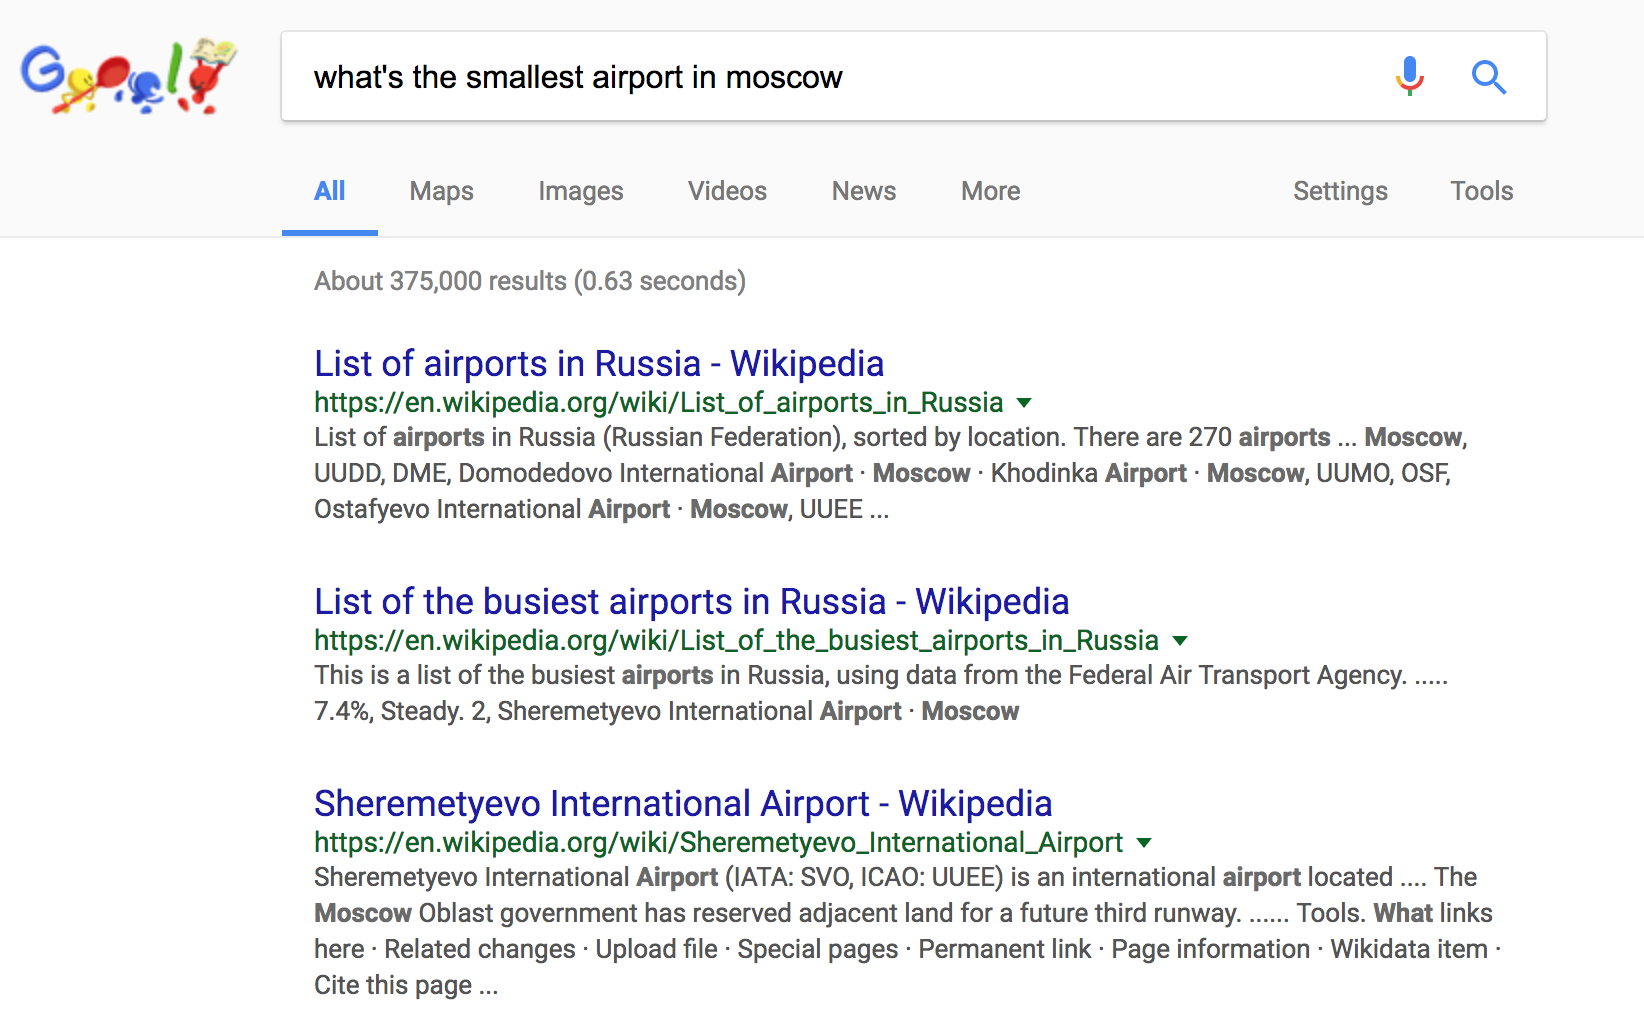 Google
what's the smallest airport in moscow
All Maps Images Videos News More Settings Tools
About 375,000 results (0.63 seconds)
List of airports in Russia - Wikipedia
https://en.wikipedia.org/wiki/List_of_airports_in_Russia
List of airports in Russia (Russian Federation), sorted by location. There are 270 airports ... Moscow,
UUDD, DME, Domodedovo International Airport · Moscow · Khodinka Airport · Moscow, UUMO, OSF,
Ostafyevo International Airport · Moscow, UUEE ...
List of the busiest airports in Russia - Wikipedia
https://en.wikipedia.org/wiki/List_of_the_busiest_airports_in_Russia
This is a list of the busiest airports in Russia, using data from the Federal Air Transport Agency. .....
7.4%, Steady. 2, Sheremetyevo International Airport · Moscow
Sheremetyevo International Airport - Wikipedia
https://en.wikipedia.org/wiki/Sheremetyevo_International_Airport
Sheremetyevo International Airport (IATA: SVO, ICAO: UUEE) is an international airport located .... The
Moscow Oblast government has reserved adjacent land for a future third runway. ...... Tools. What links
here · Related changes · Upload file · Special pages · Permanent link · Page information · Wikidata item ·
Cite this page ...